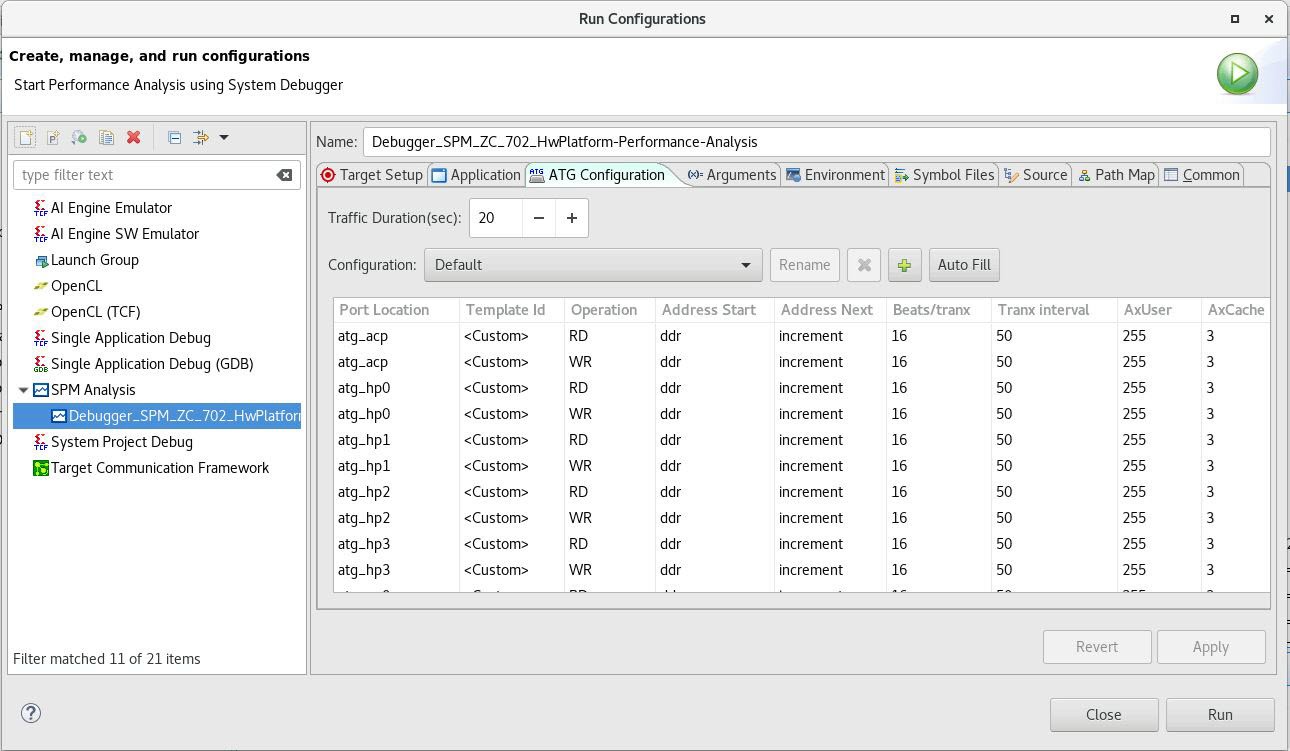 Run Configurations
Create, manage, and run configurations
Start Performance Analysis using System Debugger
type filter text
AI Engine Emulator
AI Engine SW Emulator
Launch Group
OpenCL
OpenCL (TCF)
Single Application Debug
Single Application Debug (GDB)
SPM Analysis
Debugger_SPM_ZC_702_HwPlatfor
System Project Debug
Target Communication Framework
Filter matched 11 of 21 items
Name: Debugger_SPM_ZC_702_HwPlatform-Performance-Analysis
Target Setup Application ATG Configuration Arguments Environment Symbol Files Source Path Map Common
Traffic Duration(sec): 20 − +
Configuration: Default Rename Auto Fill
Port Location Template Id Operation Address Start Address Next Beats/tranx Tranx interval AxUser AxCache
atg_acp <Custom> RD ddr increment 16 50 255 3
atg_acp <Custom> WR ddr increment 16 50 255 3
atg_hp0 <Custom> RD ddr increment 16 50 255 3
atg_hp0 <Custom> WR ddr increment 16 50 255 3
atg_hp1 <Custom> RD ddr increment 16 50 255 3
atg_hp1 <Custom> WR ddr increment 16 50 255 3
atg_hp2 <Custom> RD ddr increment 16 50 255 3
atg_hp2 <Custom> WR ddr increment 16 50 255 3
atg_hp3 <Custom> RD ddr increment 16 50 255 3
atg_hp3 <Custom> WR ddr increment 16 50 255 3
Revert Apply
? Close Run